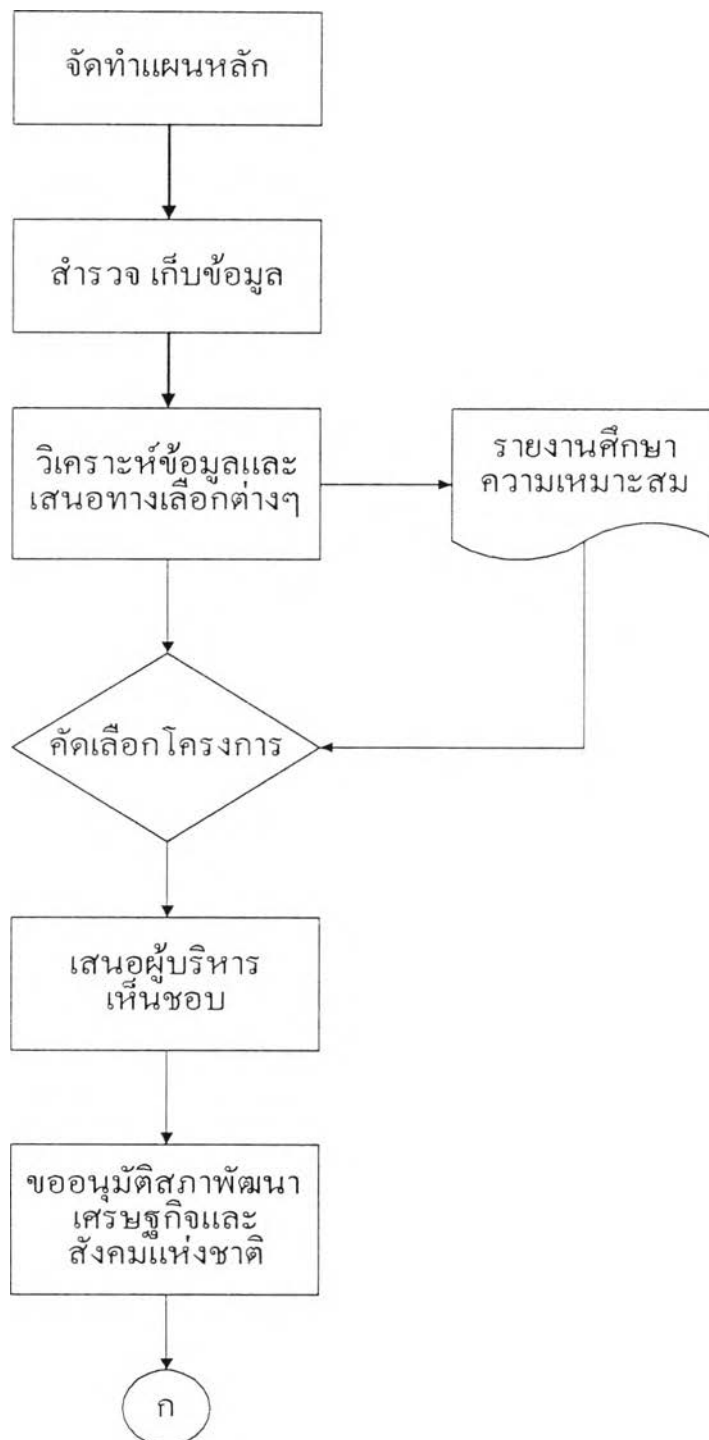 จัดทำแผนหลัก
สำรวจ เก็บข้อมูล
วิเคราะห์ข้อมูลและ
เสนอทางเลือกต่างๆ
รายงานศึกษา
ความเหมาะสม
คัดเลือกโครงการ
เสนอผู้บริหาร
เห็นชอบ
ขออนุมัติสภาพัฒนา
เศรษฐกิจและ
สังคมแห่งชาติ
ก